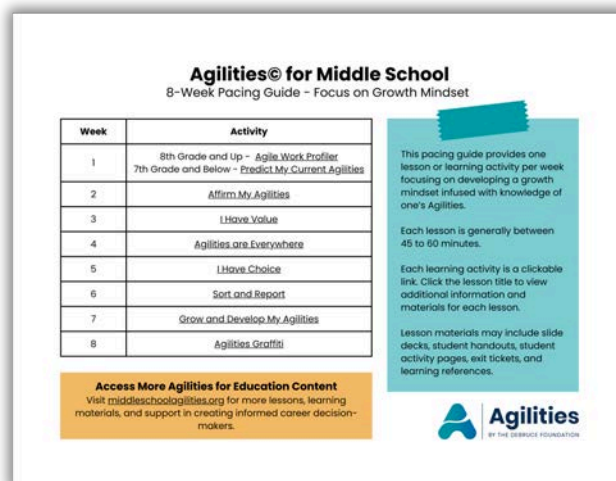 Agilities© for Middle School
8-Week Pacing Guide - Focus on Growth Mindset
Week Activity
1 8th Grade and Up - Agile Work Profiler
7th Grade and Below - Predict My Current Agilities
2 Affirm My Agilities
3 I Have Value
4 Agilities are Everywhere
5 I Have Choice
6 Sort and Report
7 Grow and Develop My Agilities
8 Agilities Graffiti
This pacing guide provides one
lesson or learning activity per week
focusing on developing a growth
mindset infused with knowledge of
one's Agilities.
Each lesson is generally between
45 to 60 minutes.
Each learning activity is a clickable
link. Click the lesson title to view
additional information and
materials for each lesson.
Lesson materials may include slide
decks, student handouts, student
activity pages, exit tickets, and
learning references.
Access More Agilities for Education Content
Visit middleschoolagilities.org for more lessons, learning
materials, and support in creating informed career decision-
makers.
Agilities
BY THE DEBRUCE FOUNDATION